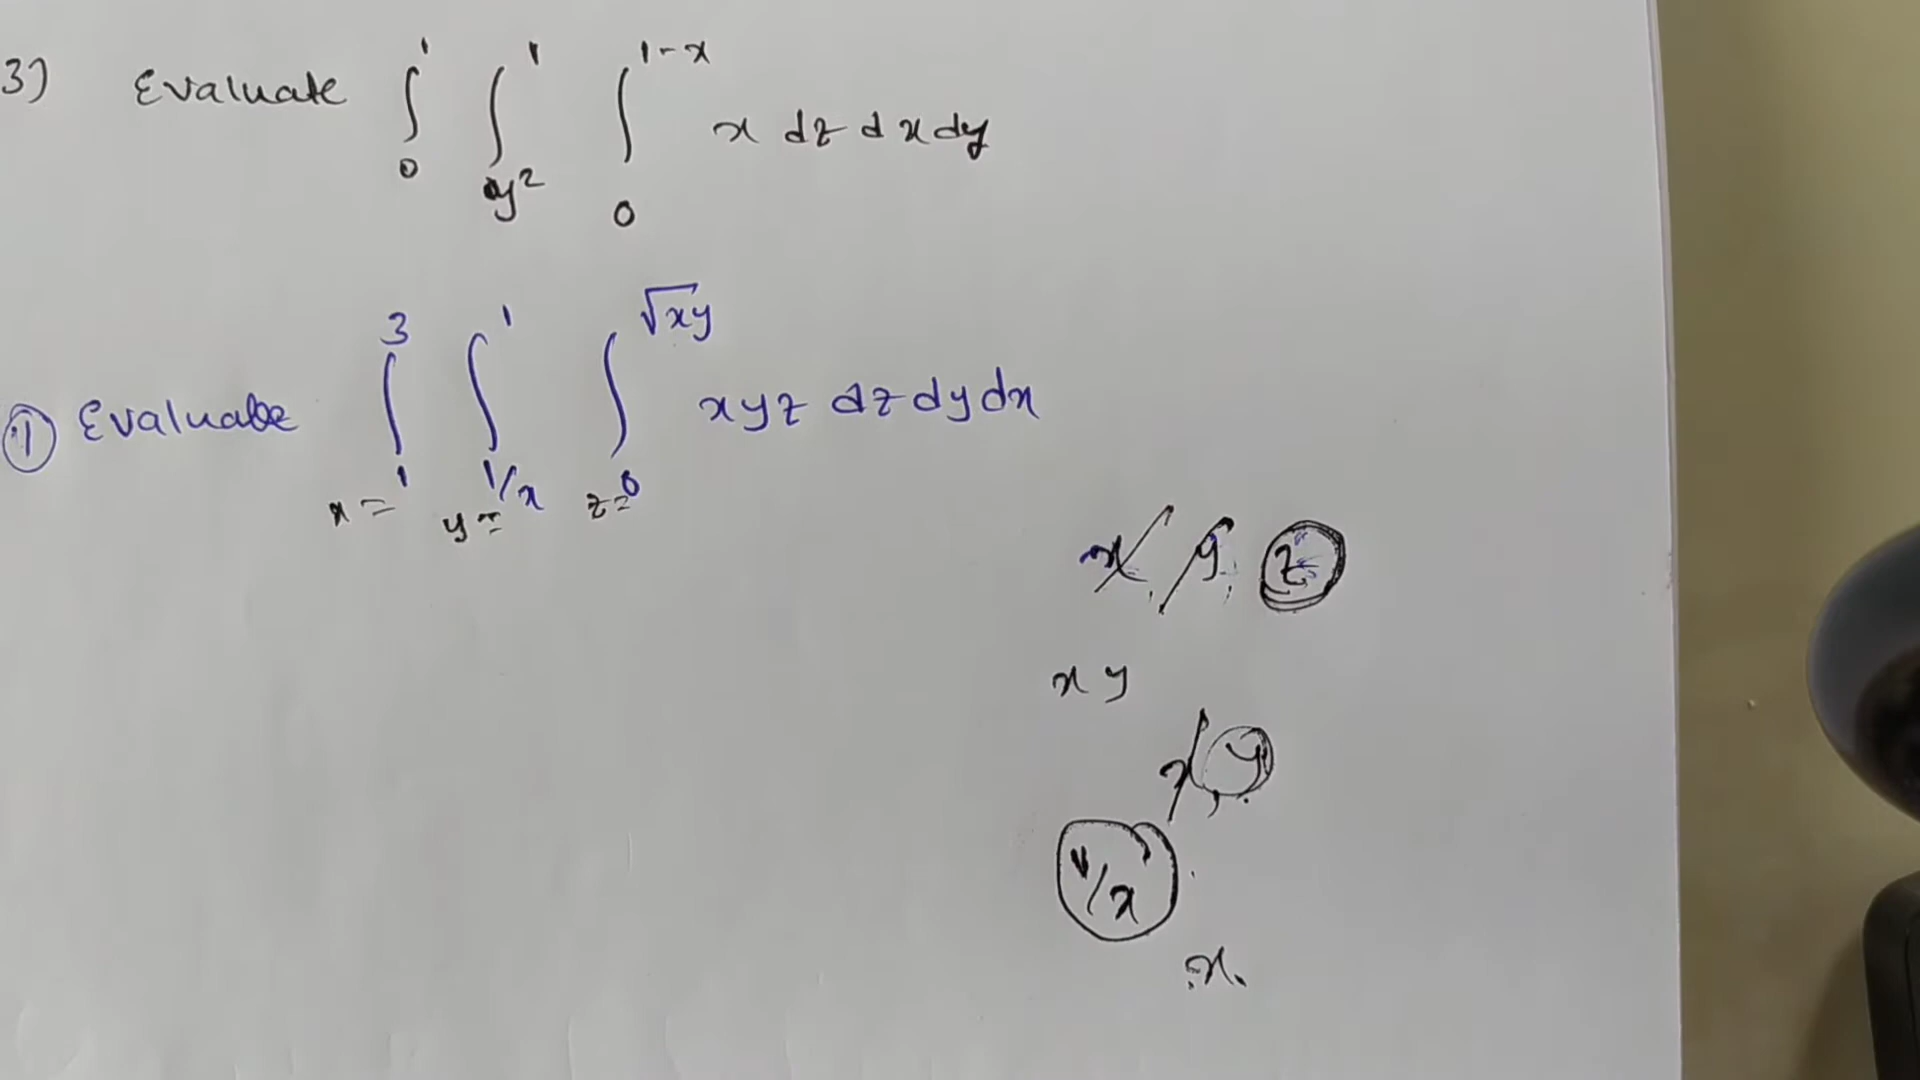 3) Evaluate ∫₀¹ ∫_{y²}¹ ∫₀^{1-x} x dz dx dy
① Evaluate ∫_{x=1}³ ∫_{y=1/x}¹ ∫_{z=0}^{√xy} xyz dz dy dx
x, y, z
x y
x y
1/x
x